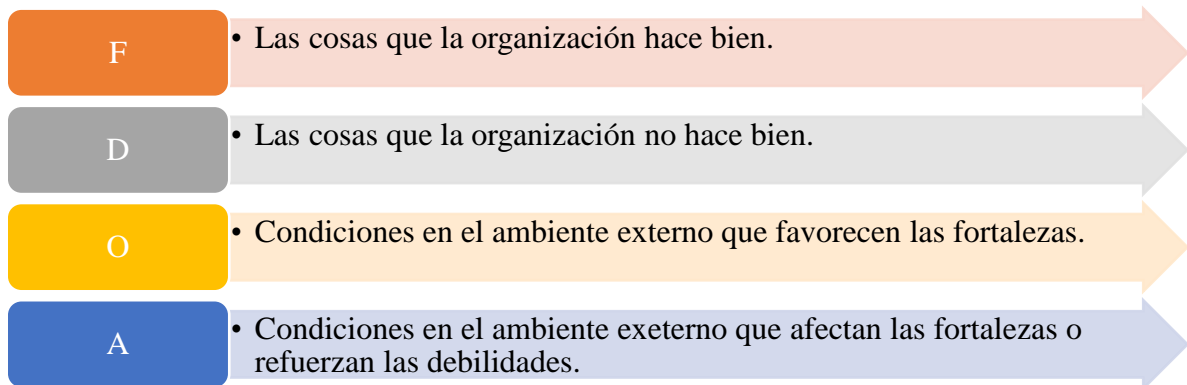 F
• Las cosas que la organización hace bien.
D
• Las cosas que la organización no hace bien.
O
• Condiciones en el ambiente externo que favorecen las fortalezas.
A
• Condiciones en el ambiente exeterno que afectan las fortalezas o
refuerzan las debilidades.